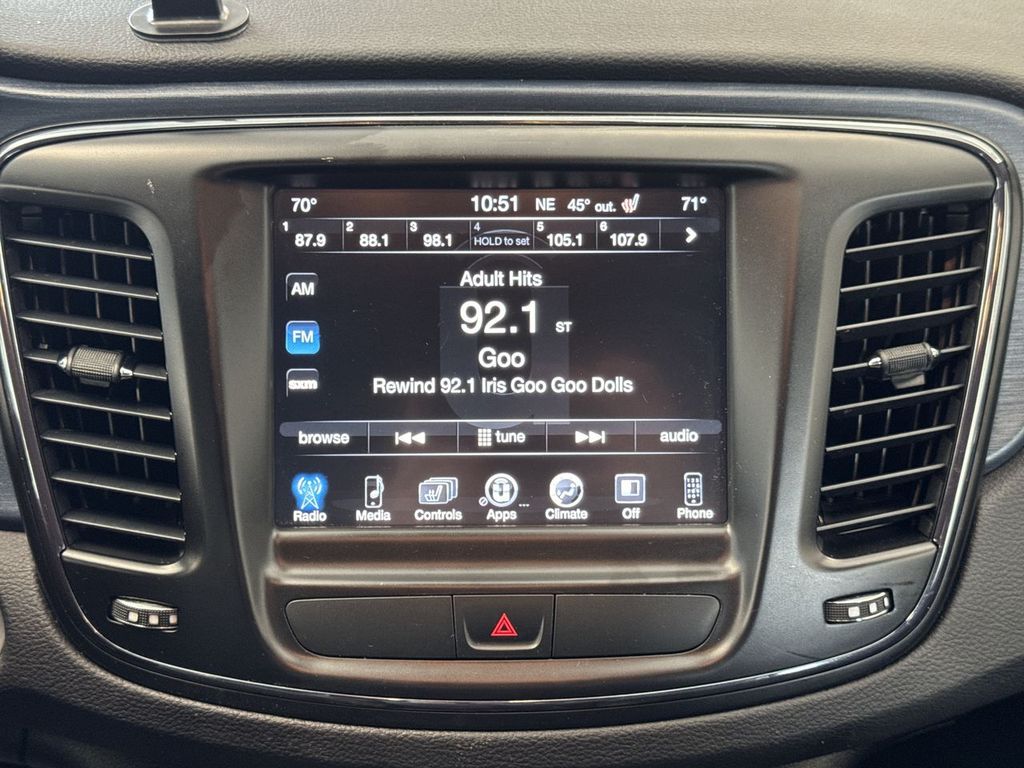 70° 10:51 NE 45° out. 71°
1 87.9 2 88.1 3 98.1 4 HOLD to set 5 105.1 6 107.9
Adult Hits
AM
92.1 ST
FM
Goo
sxm
Rewind 92.1 Iris Goo Goo Dolls
browse tune audio
Radio Media Controls Apps ... Climate Off Phone